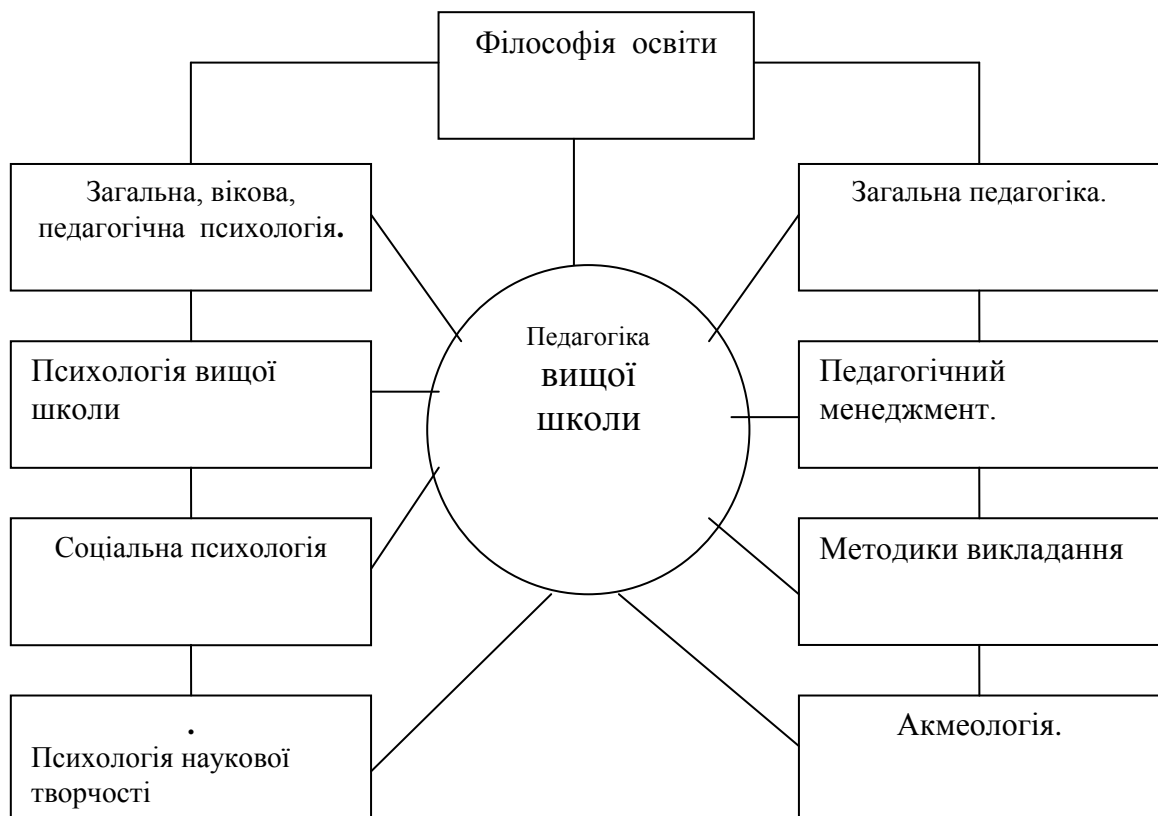 Філософія освіти
Загальна, вікова,
педагогічна психологія.
Загальна педагогіка.
Педагогіка
вищої
школи
Психологія вищої
школи
Педагогічний
менеджмент.
Соціальна психологія
Методики викладання
.
Психологія наукової
творчості
Акмеологія.